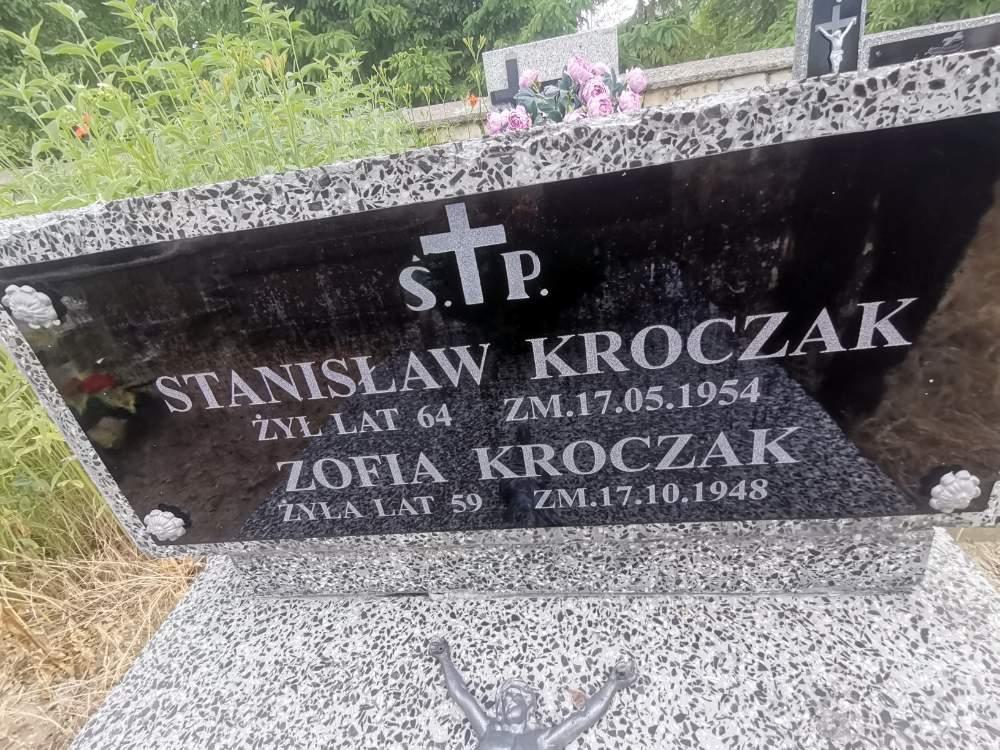 Ś. P.
STANISŁAW KROCZAK
ŻYŁ LAT 64 ZM.17.05.1954
ZOFIA KROCZAK
ŻYŁA LAT 59 ZM.17.10.1948